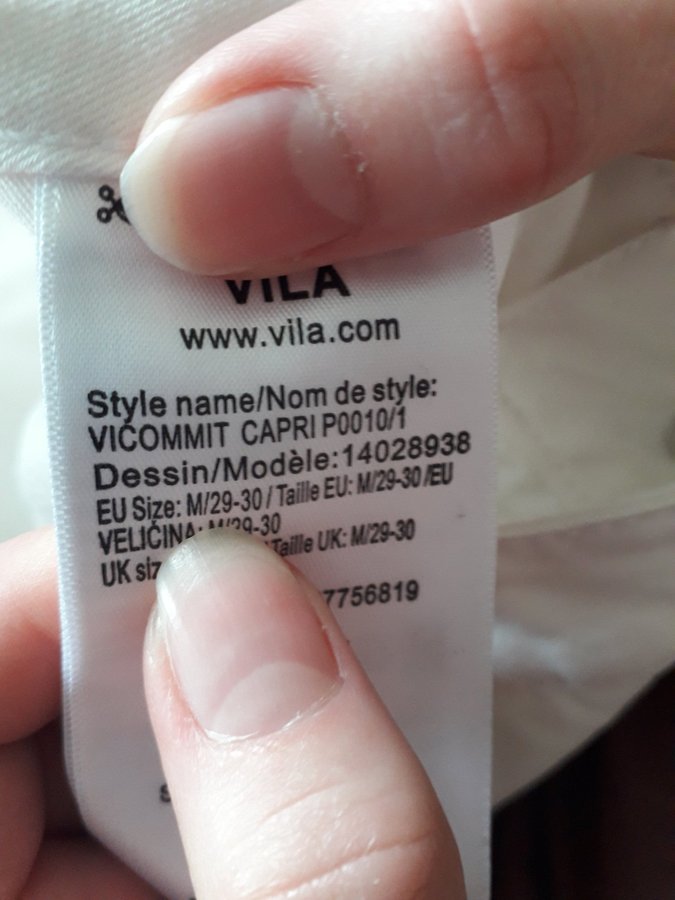 VILA
www.vila.com
Style name/Nom de style:
VICOMMIT CAPRI P0010/1
Dessin/Modèle:14028938
EU Size: M/29-30 / Taille EU: M/29-30 /EU
VELIČINA: M/29-30
UK Taille UK: M/29-30
7756819